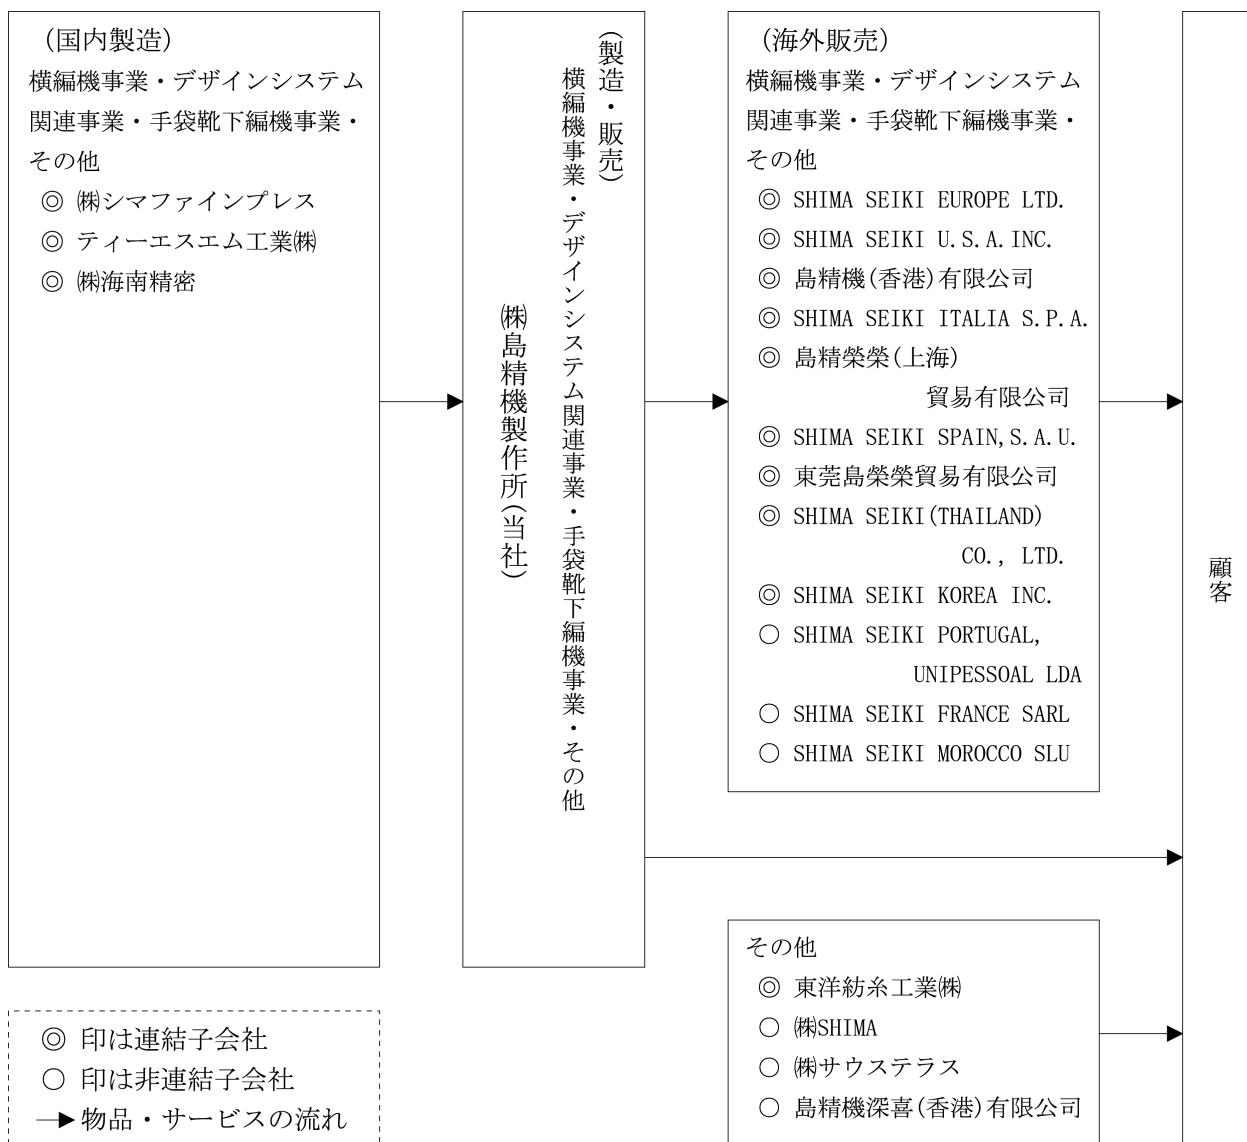 (国内製造)
横編機事業・デザインシステム
関連事業・手袋靴下編機事業・
その他
◎ ㈱シマファインプレス
◎ ティーエスエム工業㈱
◎ ㈱海南精密
(製造・販売)
横編機事業・デザインシステム関連事業・手袋靴下編機事業・その他
㈱島精機製作所(当社)
(海外販売)
横編機事業・デザインシステム
関連事業・手袋靴下編機事業・
その他
◎ SHIMA SEIKI EUROPE LTD.
◎ SHIMA SEIKI U.S.A.INC.
◎ 島精機(香港)有限公司
◎ SHIMA SEIKI ITALIA S.P.A.
◎ 島精榮榮(上海)
貿易有限公司
◎ SHIMA SEIKI SPAIN,S.A.U.
◎ 東莞島榮榮貿易有限公司
◎ SHIMA SEIKI(THAILAND)
CO., LTD.
◎ SHIMA SEIKI KOREA INC.
○ SHIMA SEIKI PORTUGAL,
UNIPESSOAL LDA
○ SHIMA SEIKI FRANCE SARL
○ SHIMA SEIKI MOROCCO SLU
顧客
その他
◎ 東洋紡糸工業㈱
○ ㈱SHIMA
○ ㈱サウステラス
○ 島精機深喜(香港)有限公司
◎ 印は連結子会社
○ 印は非連結子会社
→物品・サービスの流れ